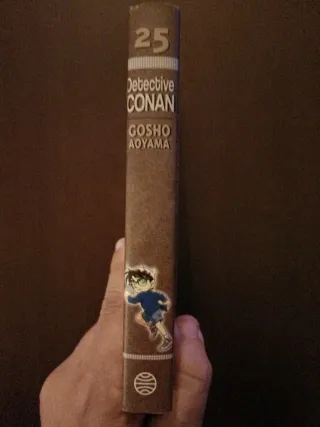 25
Detective
CONAN
GOSHO
AOYAMA